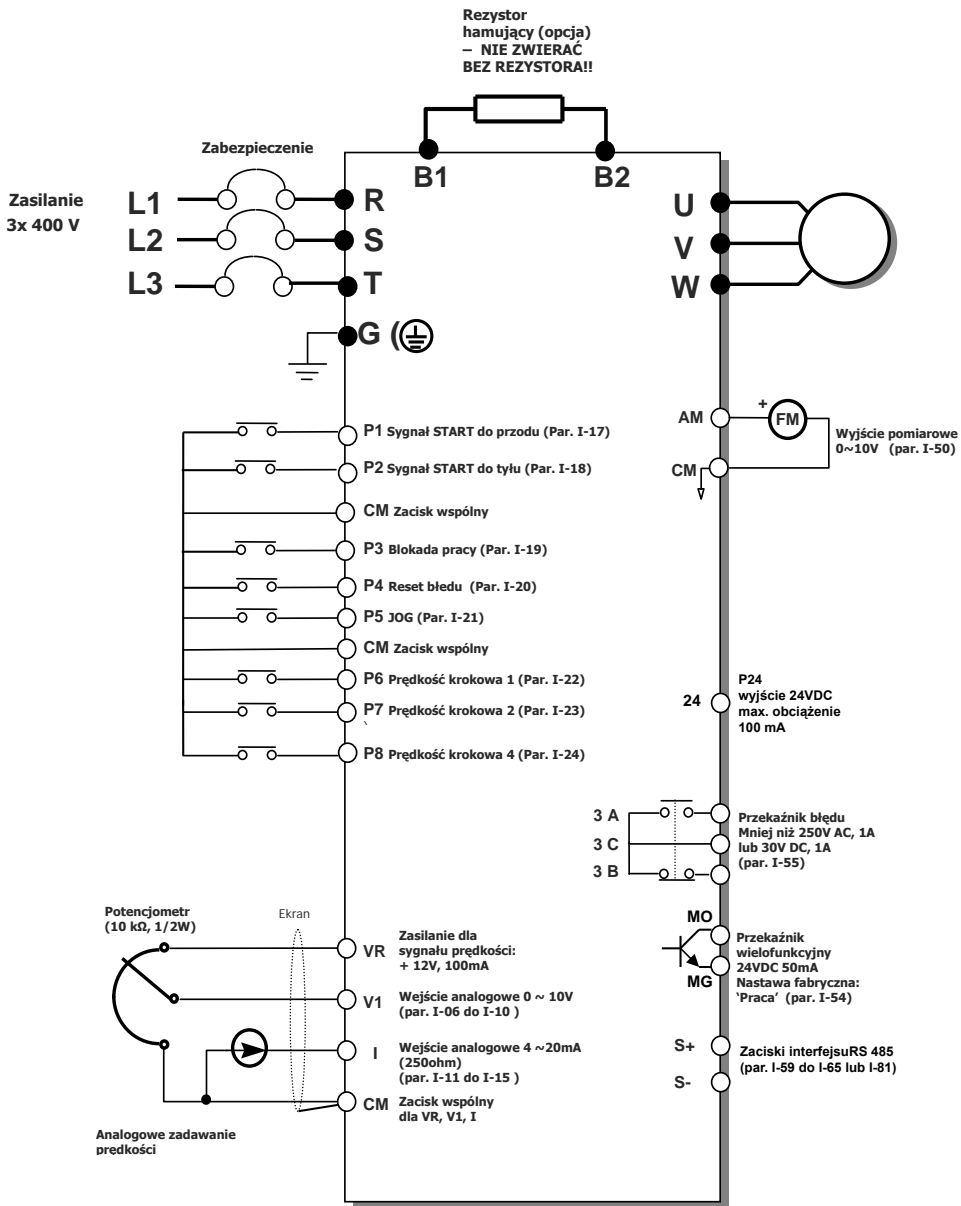 Rezystor
hamujący (opcja)
– NIE ZWIERAĆ
BEZ REZYSTORA!!
Zabezpieczenie
B1
B2
Zasilanie
3x 400 V
L1
L2
L3
R
S
T
G (
U
V
W
P1 Sygnał START do przodu (Par. I-17)
P2 Sygnał START do tyłu (Par. I-18)
CM Zacisk wspólny
P3 Blokada pracy (Par. I-19)
P4 Reset błedu (Par. I-20)
P5 JOG (Par. I-21)
CM Zacisk wspólny
P6 Prędkość krokowa 1 (Par. I-22)
P7 Prędkość krokowa 2 (Par. I-23)
`
P8 Prędkość krokowa 4 (Par. I-24)
AM
+
FM
CM
Wyjście pomiarowe
0~10V (par. I-50)
24
P24
wyjście 24VDC
max. obciążenie
100 mA
3 A
3 C
3 B
Przekaźnik błędu
Mniej niż 250V AC, 1A
lub 30V DC, 1A
(par. I-55)
MO
MG
Przekaźnik
wielofunkcyjny
24VDC 50mA
Nastawa fabryczna:
‘Praca’ (par. I-54)
S+
S-
Zaciski interfejsuRS 485
(par. I-59 do I-65 lub I-81)
Potencjometr
(10 kΩ, 1/2W)
Ekran
VR
Zasilanie dla
sygnału prędkości:
+ 12V, 100mA
V1
Wejście analogowe 0 ~ 10V
(par. I-06 do I-10 )
I
Wejście analogowe 4 ~20mA
(250ohm)
(par. I-11 do I-15 )
CM
Zacisk wspólny
dla VR, V1, I
Analogowe zadawanie
prędkości